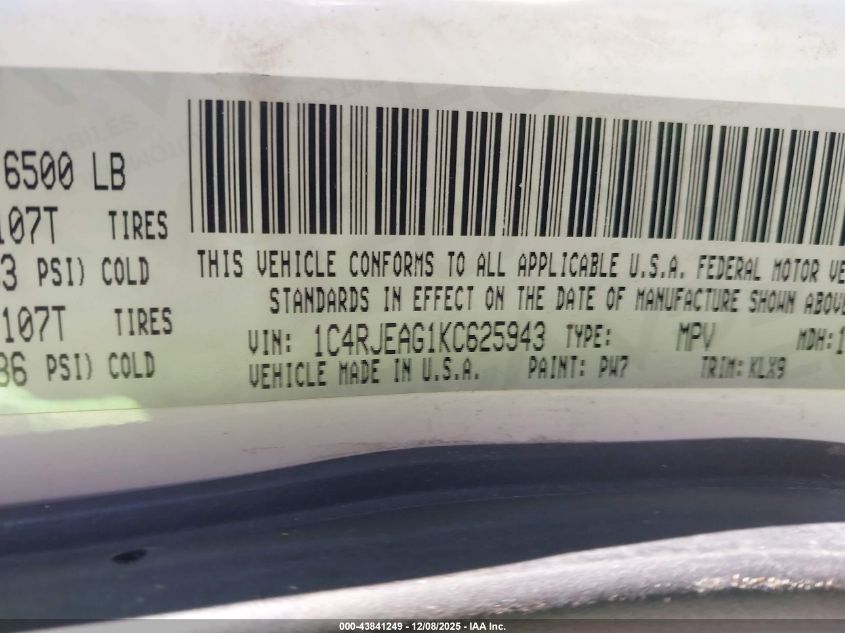 6500 LB
107T TIRES
3 PSI) COLD
107T TIRES
36 PSI) COLD
THIS VEHICLE CONFORMS TO ALL APPLICABLE U.S.A. FEDERAL MOTOR VE
STANDARDS IN EFFECT ON THE DATE OF MANUFACTURE SHOWN ABOVE
VIN: 1C4RJEAG1KC625943 TYPE: MPV MDH: 1
VEHICLE MADE IN U.S.A. PAINT: PW7 TRIM: KLX9
000-43841249 - 12/08/2025 - IAA Inc.